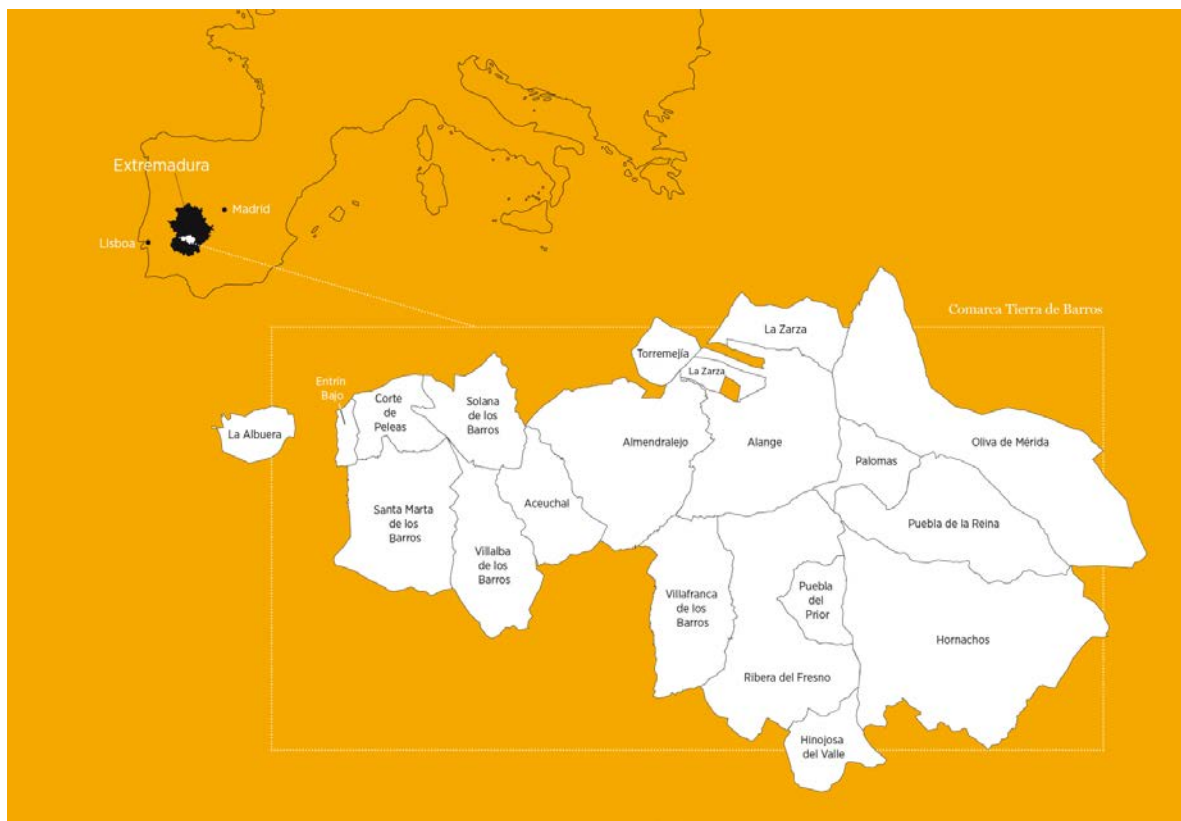 Extremadura
Madrid
Lisboa
Comarca Tierra de Barros
La Zarza
Torremejía
La Zarza
Entrín
Bajo
Corte
de
Peleas
Solana
de los
Barros
La Albuera
Almendralejo
Alange
Oliva de Mérida
Palomas
Aceuchal
Santa Marta
de los
Barros
Puebla de la Reina
Villalba
de los
Barros
Villafranca
de los
Barros
Puebla
del
Prior
Hornachos
Ribera del Fresno
Hinojosa
del Valle